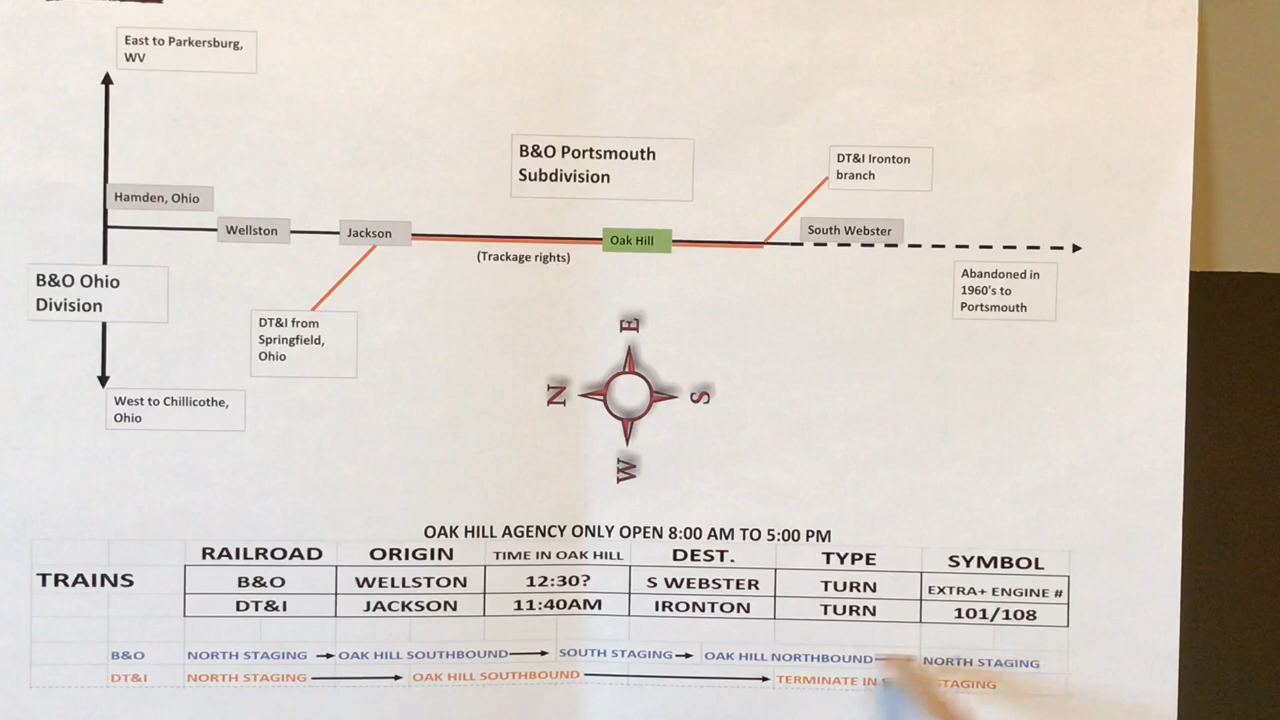 East to Parkersburg,
WV
B&O Portsmouth
Subdivision
DT&I Ironton
branch
Hamden, Ohio
Wellston
Jackson
Oak Hill
South Webster
(Trackage rights)
B&O Ohio
Division
Abandoned in
1960's to
Portsmouth
DT&I from
Springfield,
Ohio
West to Chillicothe,
Ohio
E
N
S
W
OAK HILL AGENCY ONLY OPEN 8:00 AM TO 5:00 PM
RAILROAD ORIGIN TIME IN OAK HILL DEST. TYPE SYMBOL
TRAINS B&O WELLSTON 12:30? S WEBSTER TURN EXTRA+ ENGINE #
DT&I JACKSON 11:40AM IRONTON TURN 101/108
B&O NORTH STAGING OAK HILL SOUTHBOUND SOUTH STAGING OAK HILL NORTHBOUND NORTH STAGING
DT&I NORTH STAGING OAK HILL SOUTHBOUND TERMINATE IN